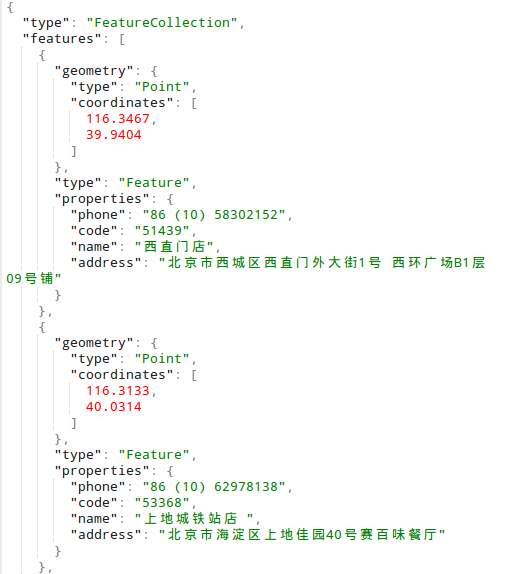 {
  "type": "FeatureCollection",
  "features": [
    {
      "geometry": {
        "type": "Point",
        "coordinates": [
          116.3467,
          39.9404
        ]
      },
      "type": "Feature",
      "properties": {
        "phone": "86 (10) 58302152",
        "code": "51439",
        "name": "西直门店",
        "address": "北京市西城区西直门外大街1号 西环广场B1层
09号铺"
      }
    },
    {
      "geometry": {
        "type": "Point",
        "coordinates": [
          116.3133,
          40.0314
        ]
      },
      "type": "Feature",
      "properties": {
        "phone": "86 (10) 62978138",
        "code": "53368",
        "name": "上地城铁站店 ",
        "address": "北京市海淀区上地佳园40号赛百味餐厅"
      }
    },